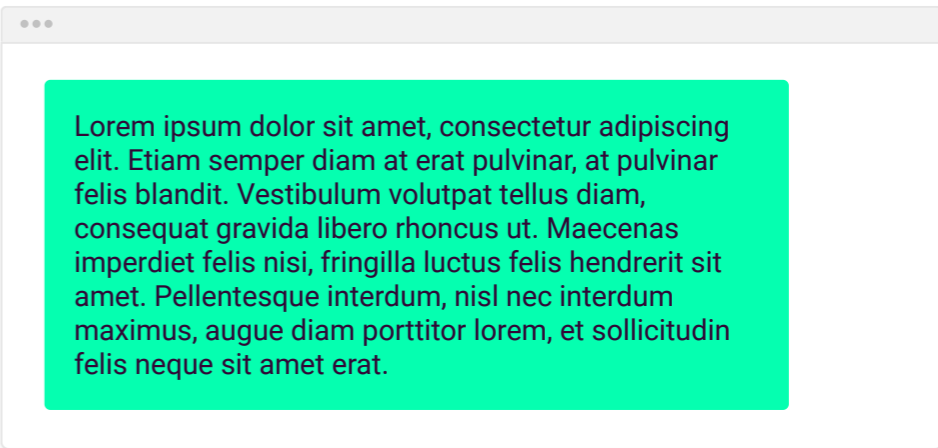 Lorem ipsum dolor sit amet, consectetur adipiscing
elit. Etiam semper diam at erat pulvinar, at pulvinar
felis blandit. Vestibulum volutpat tellus diam,
consequat gravida libero rhoncus ut. Maecenas
imperdiet felis nisi, fringilla luctus felis hendrerit sit
amet. Pellentesque interdum, nisl nec interdum
maximus, augue diam porttitor lorem, et sollicitudin
felis neque sit amet erat.